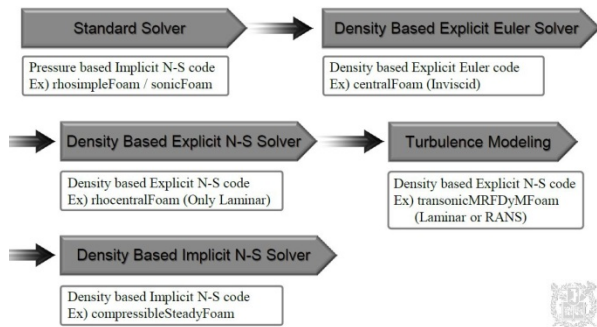 Standard Solver
Density Based Explicit Euler Solver
Pressure based Implicit N-S code
Ex) rhosimpleFoam / sonicFoam
Density based Explicit Euler code
Ex) centralFoam (Inviscid)
Density Based Explicit N-S Solver
Turbulence Modeling
Density based Explicit N-S code
Ex) rhocentralFoam (Only Laminar)
Density based Explicit N-S code
Ex) transonicMRFDyMFoam
(Laminar or RANS)
Density Based Implicit N-S Solver
Density based Implicit N-S code
Ex) compressibleSteadyFoam